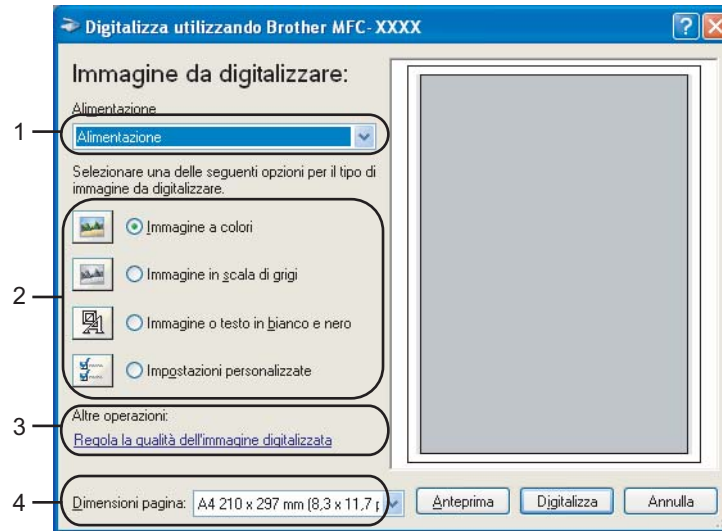 Digitalizza utilizzando Brother MFC-XXXX
Immagine da digitalizzare:
Alimentazione
1
Alimentazione
Selezionare una delle seguenti opzioni per il tipo di
immagine da digitalizzare.
2
Immagine a colori
Immagine in scala di grigi
Immagine o testo in bianco e nero
Impostazioni personalizzate
3
Altre operazioni:
Regola la qualità dell'immagine digitalizzata
4
Dimensioni pagina: A4 210 x 297 mm (8,3 x 11,7 p
Anteprima
Digitalizza
Annulla